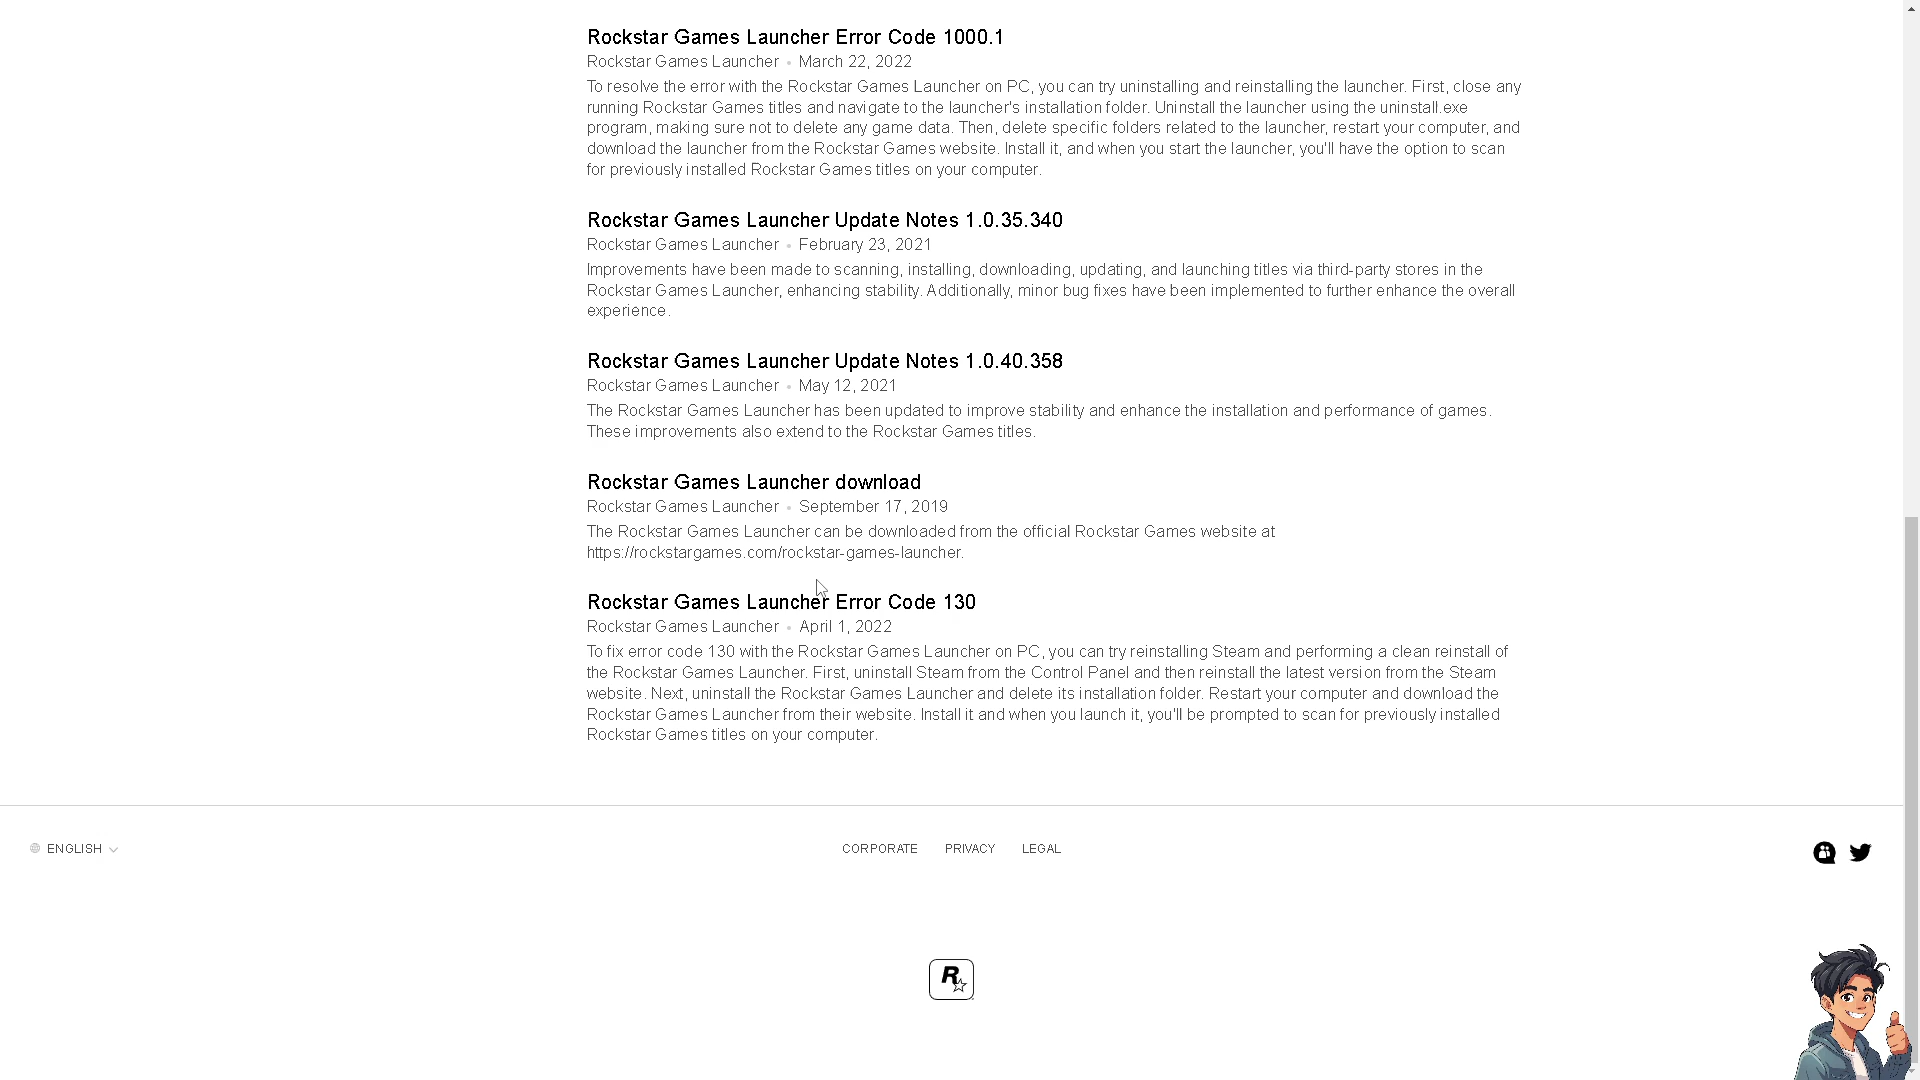 Rockstar Games Launcher Error Code 1000.1
Rockstar Games Launcher • March 22, 2022
To resolve the error with the Rockstar Games Launcher on PC, you can try uninstalling and reinstalling the launcher. First, close any
running Rockstar Games titles and navigate to the launcher's installation folder. Uninstall the launcher using the uninstall.exe
program, making sure not to delete any game data. Then, delete specific folders related to the launcher, restart your computer, and
download the launcher from the Rockstar Games website. Install it, and when you start the launcher, you'll have the option to scan
for previously installed Rockstar Games titles on your computer.
Rockstar Games Launcher Update Notes 1.0.35.340
Rockstar Games Launcher • February 23, 2021
Improvements have been made to scanning, installing, downloading, updating, and launching titles via third-party stores in the
Rockstar Games Launcher, enhancing stability. Additionally, minor bug fixes have been implemented to further enhance the overall
experience.
Rockstar Games Launcher Update Notes 1.0.40.358
Rockstar Games Launcher • May 12, 2021
The Rockstar Games Launcher has been updated to improve stability and enhance the installation and performance of games.
These improvements also extend to the Rockstar Games titles.
Rockstar Games Launcher download
Rockstar Games Launcher • September 17, 2019
The Rockstar Games Launcher can be downloaded from the official Rockstar Games website at
https://rockstargames.com/rockstar-games-launcher.
Rockstar Games Launcher Error Code 130
Rockstar Games Launcher • April 1, 2022
To fix error code 130 with the Rockstar Games Launcher on PC, you can try reinstalling Steam and performing a clean reinstall of
the Rockstar Games Launcher. First, uninstall Steam from the Control Panel and then reinstall the latest version from the Steam
website. Next, uninstall the Rockstar Games Launcher and delete its installation folder. Restart your computer and download the
Rockstar Games Launcher from their website. Install it and when you launch it, you'll be prompted to scan for previously installed
Rockstar Games titles on your computer.
ENGLISH CORPORATE PRIVACY LEGAL
R